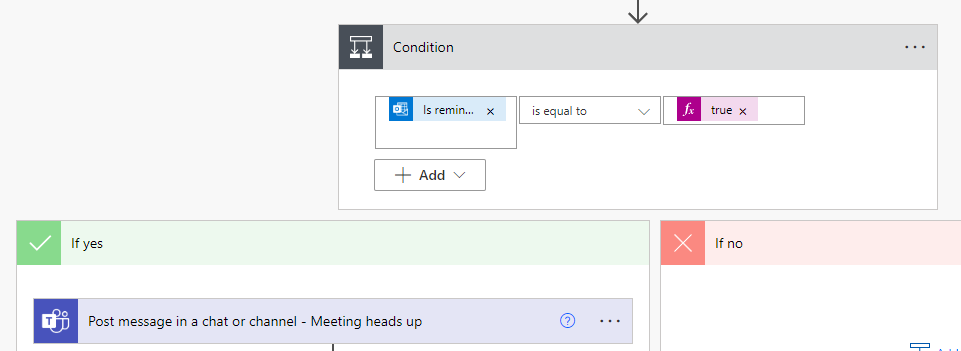 Condition
Is remin... × is equal to fx true ×
Add
If yes
If no
Post message in a chat or channel - Meeting heads up